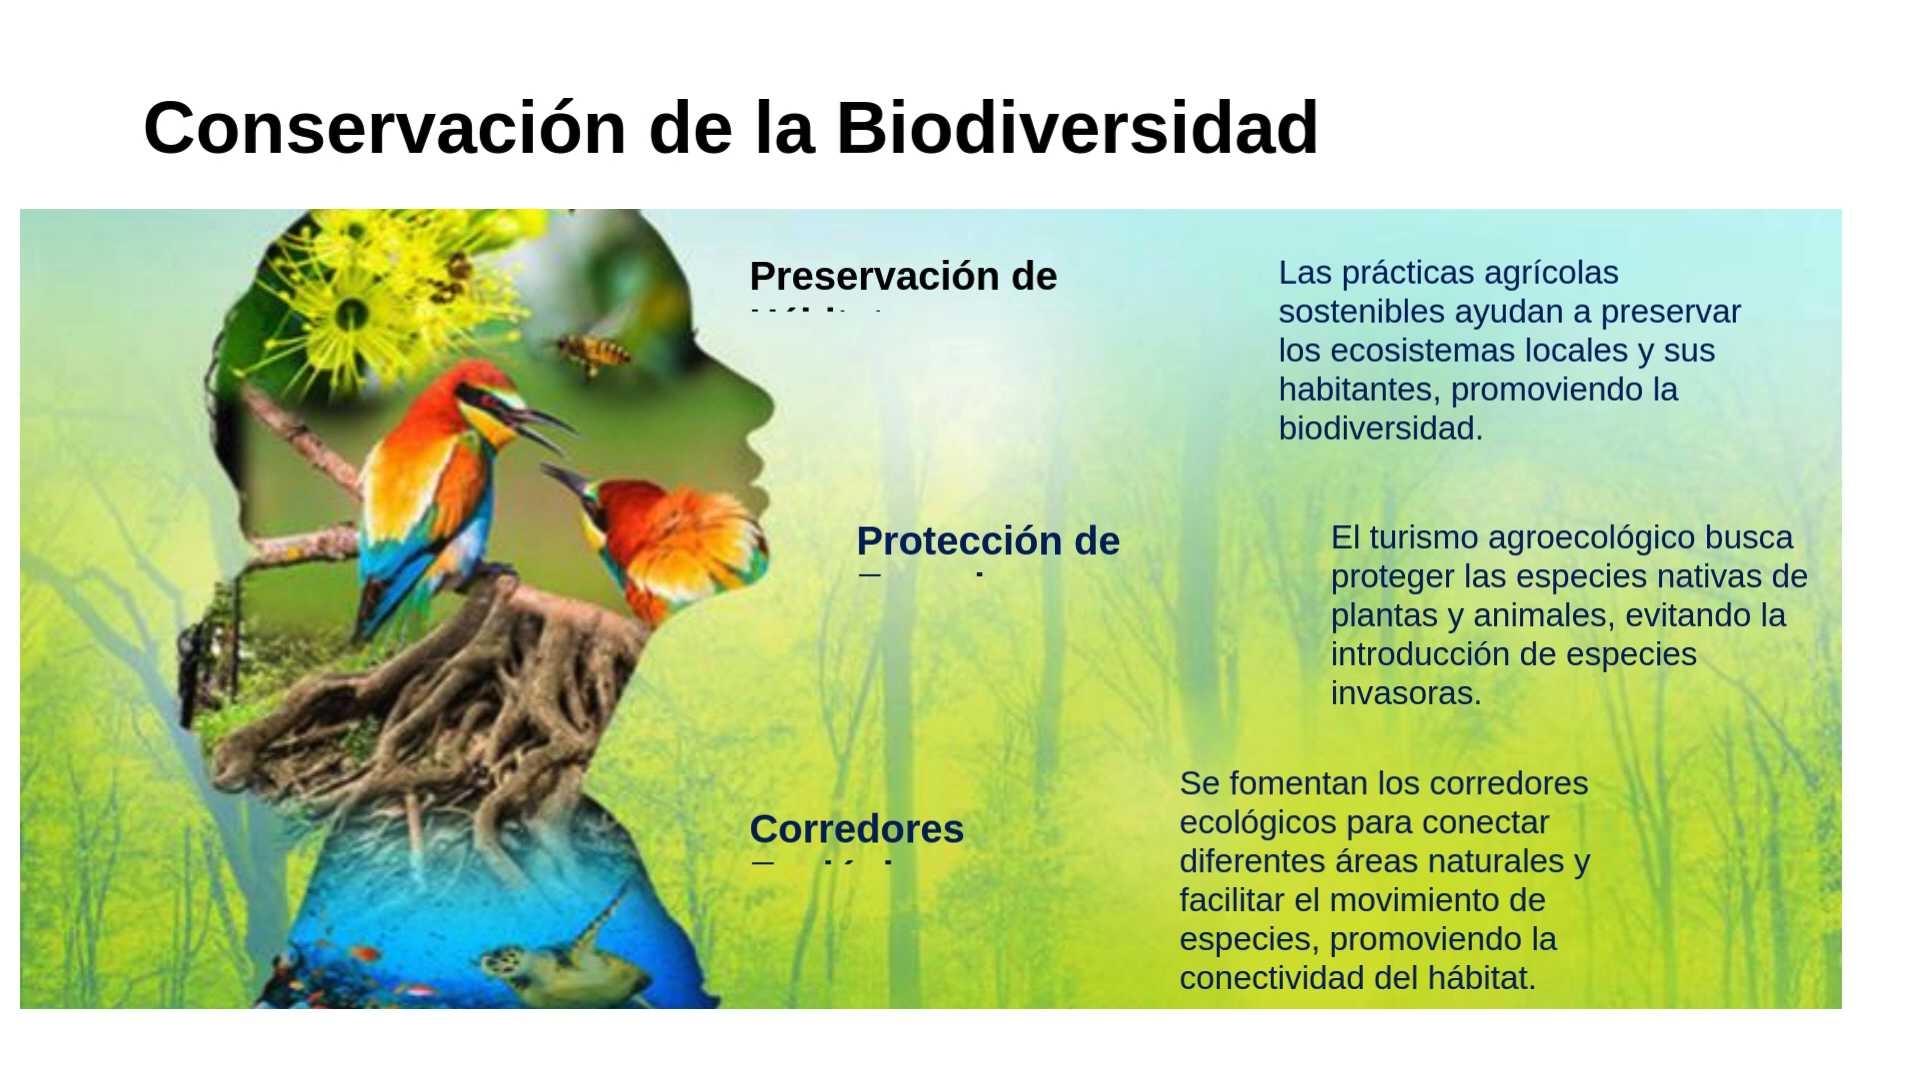 Conservación de la Biodiversidad
Preservación de
Las prácticas agrícolas
sostenibles ayudan a preservar
los ecosistemas locales y sus
habitantes, promoviendo la
biodiversidad.
Protección de
El turismo agroecológico busca
proteger las especies nativas de
plantas y animales, evitando la
introducción de especies
invasoras.
Corredores
Se fomentan los corredores
ecológicos para conectar
diferentes áreas naturales y
facilitar el movimiento de
especies, promoviendo la
conectividad del hábitat.